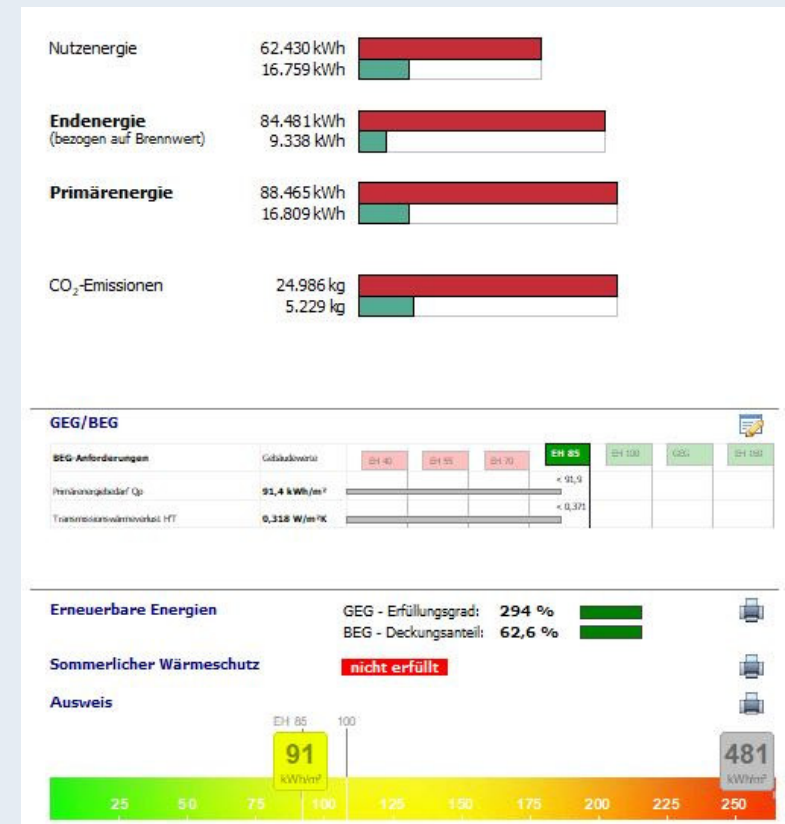 Nutzenergie 62.430 kWh
16.759 kWh
Endenergie 84.481 kWh
(bezogen auf Brennwert) 9.338 kWh
Primärenergie 88.465 kWh
16.809 kWh
CO₂-Emissionen 24.986 kg
5.229 kg
GEG/BEG
BEG-Anforderungen Gebäudewerte EH 40 EH 55 EH 70 EH 85 EH 100 GEG EH 160
< 91,9
Primärenergiebedarf Qp 91,4 kWh/m²
< 0,371
Transmissionswärmeverlust H'T 0,318 W/m²K
Erneuerbare Energien GEG - Erfüllungsgrad: 294 %
BEG - Deckungsanteil: 62,6 %
Sommerlicher Wärmeschutz nicht erfüllt
Ausweis
EH 85 100
91 481
kWh/m² kWh/m²
25 50 75 100 125 150 175 200 225 250